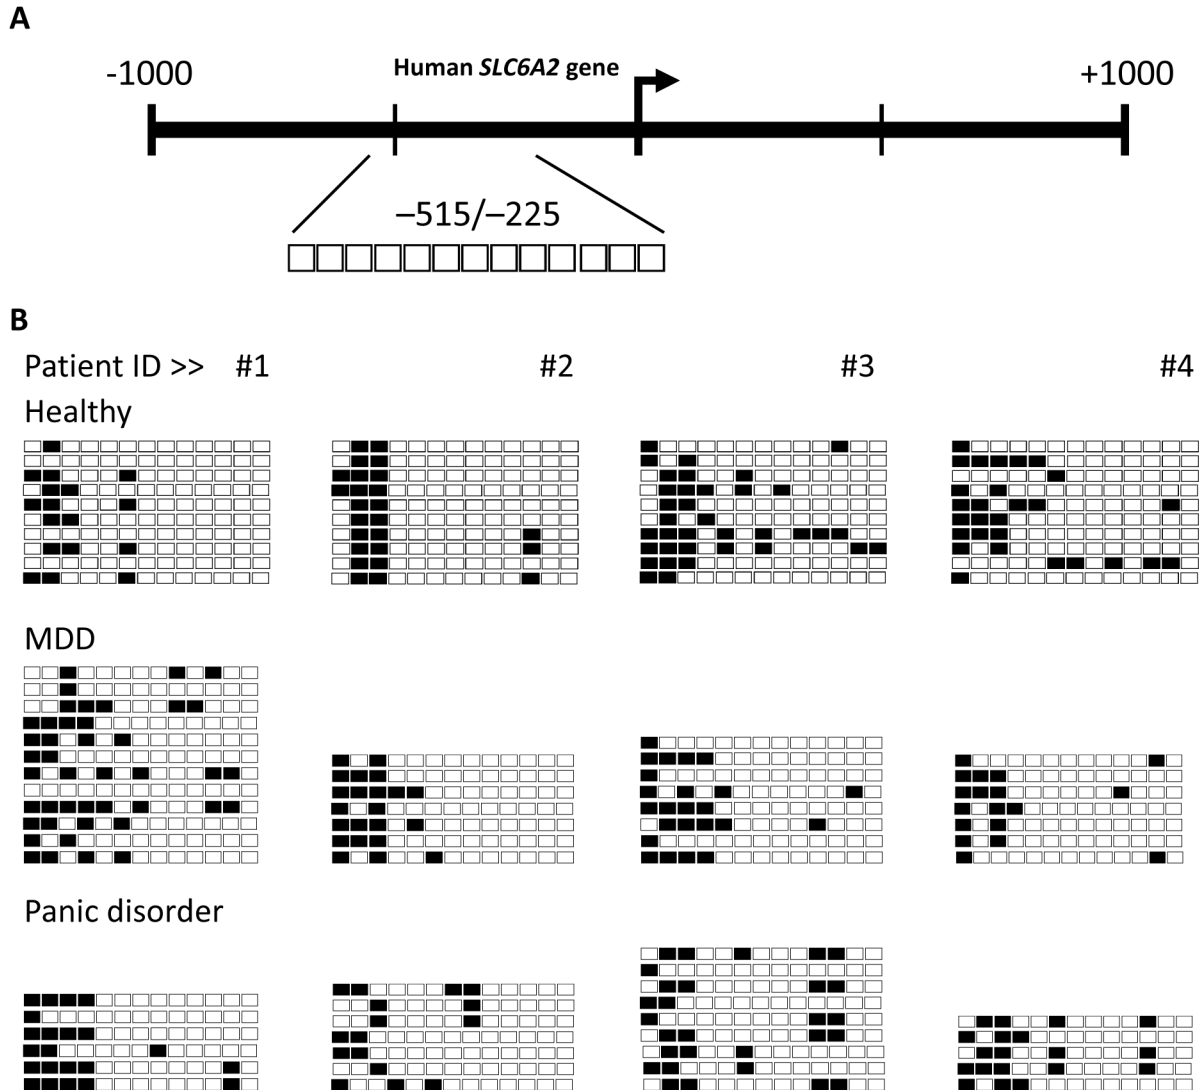 A
Human SLC6A2 gene
-1000
+1000
–515/–225
B
Patient ID >> #1 #2 #3 #4
Healthy
MDD
Panic disorder